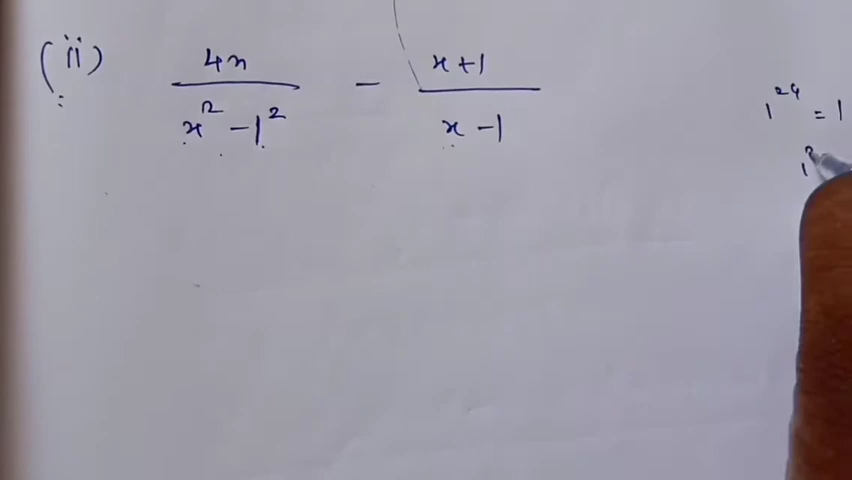 (ii) 4x / x² - 1² - x+1 / x - 1
1²⁴ = 1